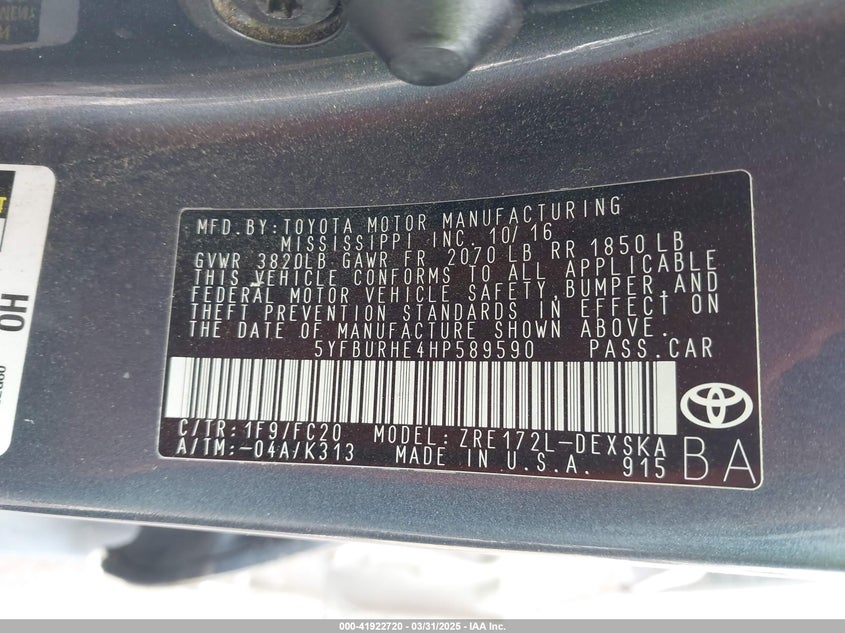 MFD.BY:TOYOTA MOTOR MANUFACTURING
MISSISSIPPI INC. 10/16
GVWR 3820LB GAWR FR 2070 LB RR 1850 LB
THIS VEHICLE CONFORMS TO ALL APPLICABLE
FEDERAL MOTOR VEHICLE SAFETY,BUMPER,AND
THEFT PREVENTION STANDARDS IN EFFECT ON
THE DATE OF MANUFACTURE SHOWN ABOVE.
5YFBURHE4HP589590 PASS.CAR
C/TR:1F9/FC20 MODEL:ZRE172L-DEXSKA
A/TM:-04A/K313 MADE IN U.S.A. 915
BA
OH
000-41922720 - 03/31/2025 - IAA Inc.